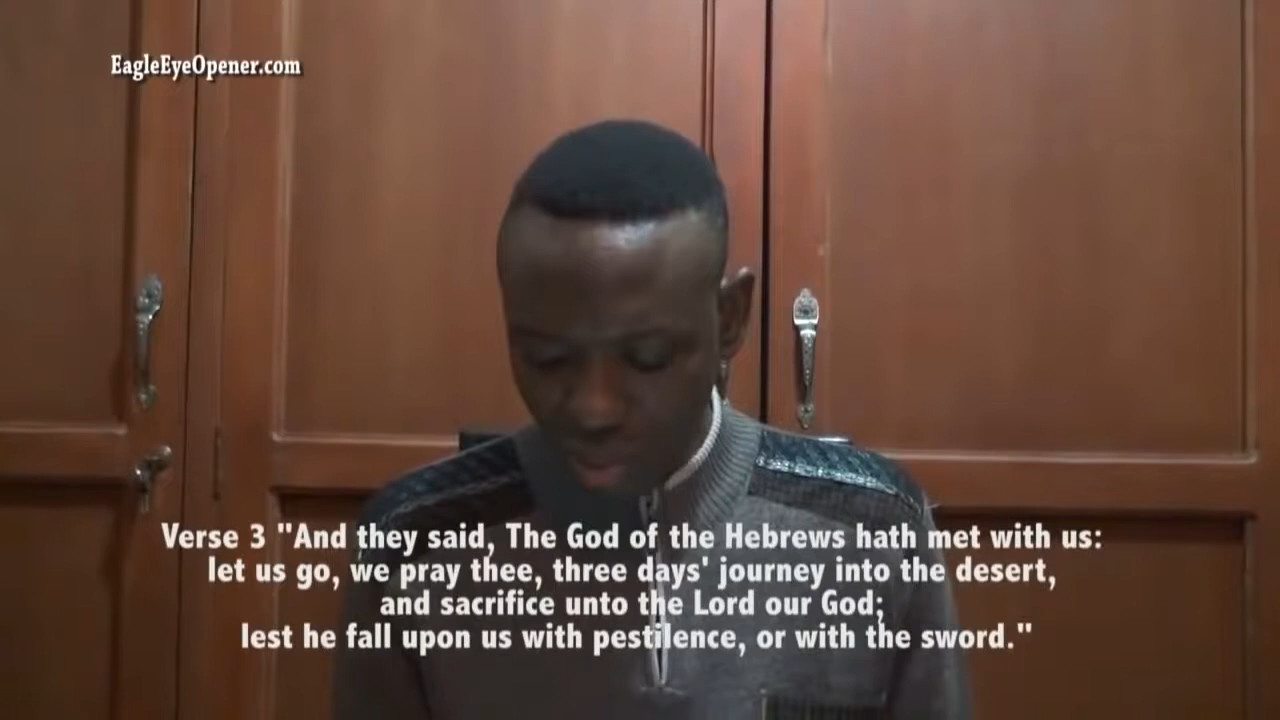 EagleEyeOpener.com
Verse 3 "And they said, The God of the Hebrews hath met with us:
let us go, we pray thee, three days' journey into the desert,
and sacrifice unto the Lord our God;
lest he fall upon us with pestilence, or with the sword."